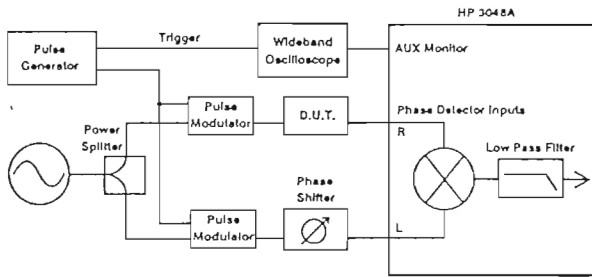 HP 3048A
Trigger
Pulse
Generator
Wideband
Oscilloscope
AUX Monitor
Pulse
Modulator
D.U.T.
Phase Detector Inputs
R
Power
Splitter
Low Pass Filter
Phase
Shifter
Pulse
Modulator
L